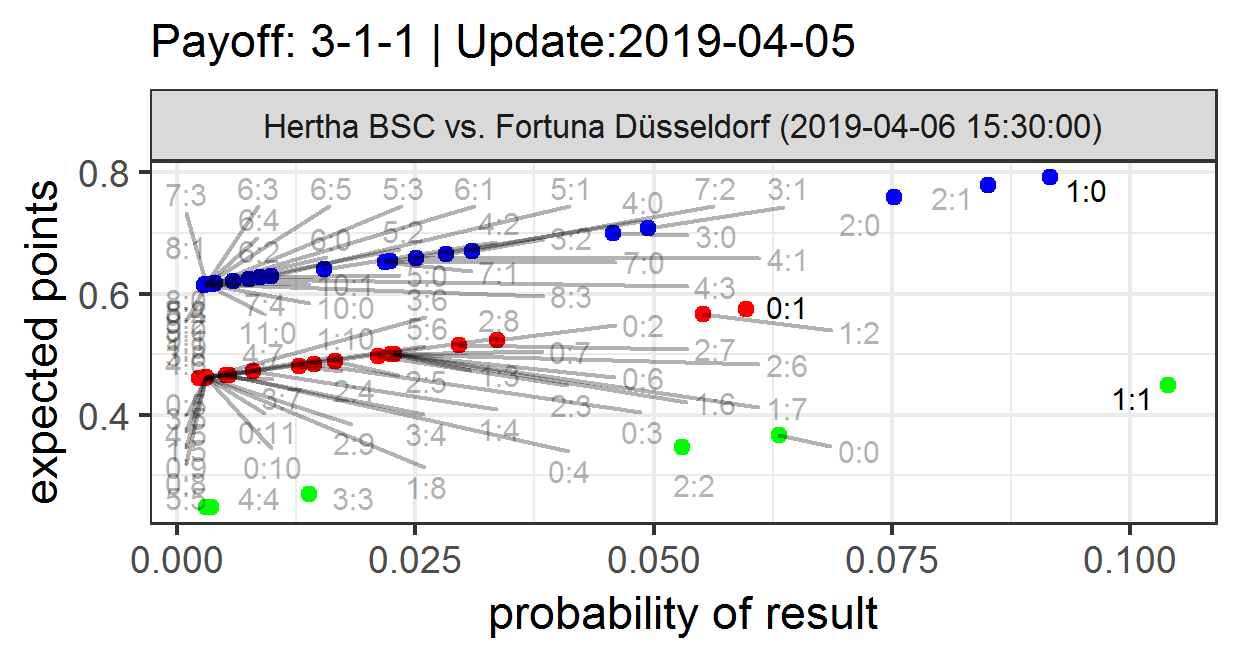 Payoff: 3-1-1 | Update:2019-04-05
Hertha BSC vs. Fortuna Düsseldorf (2019-04-06 15:30:00)
expected points
0.8
0.6
0.4
7:3 6:3 6:5 5:3 6:1 5:1 7:2 3:1
4:0 1:0
2:1
6:4 4:2 2:0
6:0 5:2 3:2 3:0
8:1 6:2 4:1
7:1 7:0
10:1 5:0 4:3
7:4 10:0 3:6 8:3 0:1
11:0 1:10 5:6 2:8 0:2 1:2
4:7 0:7 2:7
2:6
2:4 2:5 1:3 0:6
3:7 2:3 1:6 1:7 1:1
0:11 2:9 3:4 1:4 0:3
0:10 0:4 0:0
0:9
0:8 1:8 2:2
5:5 4:4 3:3
0.000 0.025 0.050 0.075 0.100
probability of result